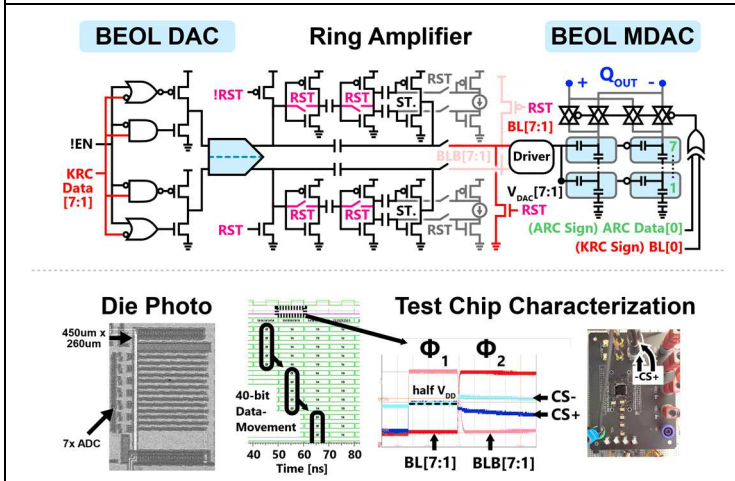 BEOL DAC
Ring Amplifier
BEOL MDAC
!EN
KRC
Data
[7:1]
!RST
RST
RST
ST.
RST
RST
RST
RST
RST
ST.
RST
BLB[7:1]
RST
BL[7:1]
RST
Driver
V_DAC[7:1]
+ Q_OUT -
7
1
(ARC Sign) ARC Data[0]
(KRC Sign) BL[0]
Die Photo
Test Chip Characterization
450um x
260um
7x ADC
40-bit
Data-
Movement
40 50 60 70 80
Time [ns]
Φ1 Φ2
half V_DD
CS-
CS+
BL[7:1] BLB[7:1]
-CS+